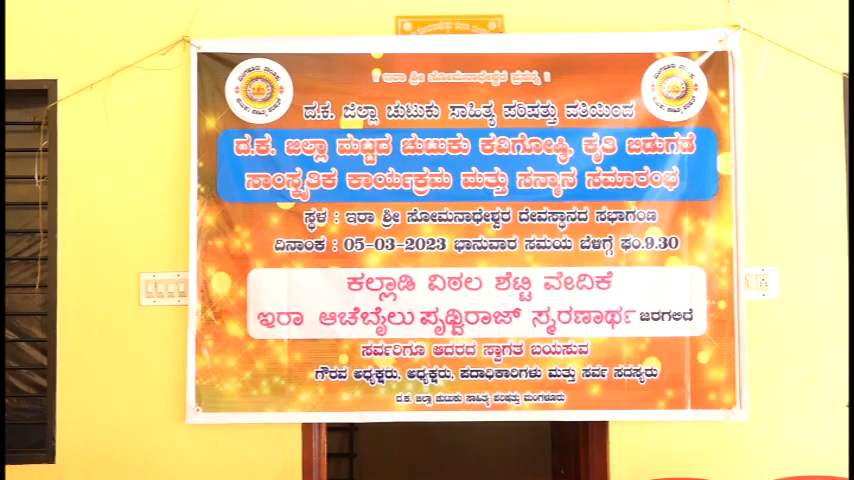 । ಇರಾ ಶ್ರೀ ಸೋಮನಾಥೇಶ್ವರ ಪ್ರಸನ್ನ ।
ದ.ಕ. ಜಿಲ್ಲಾ ಚುಟುಕು ಸಾಹಿತ್ಯ ಪರಿಷತ್ತು ವತಿಯಿಂದ
ದ.ಕ. ಜಿಲ್ಲಾ ಮಟ್ಟದ ಚುಟುಕು ಕವಿಗೋಷ್ಠಿ, ಕೃತಿ ಬಿಡುಗಡೆ
ಸಾಂಸ್ಕೃತಿಕ ಕಾರ್ಯಕ್ರಮ ಮತ್ತು ಸನ್ಮಾನ ಸಮಾರಂಭ
ಸ್ಥಳ : ಇರಾ ಶ್ರೀ ಸೋಮನಾಥೇಶ್ವರ ದೇವಸ್ಥಾನದ ಸಭಾಗಂಣ
ದಿನಾಂಕ : 05-03-2023 ಭಾನುವಾರ ಸಮಯ ಬೆಳಿಗ್ಗೆ ಘಂ.9.30
ಕಲ್ಲಾಡಿ ವಿಠಲ ಶೆಟ್ಟಿ ವೇದಿಕೆ
ಇರಾ ಆಚೆಬೈಲು ಪೃಥ್ವಿರಾಜ್ ಸ್ಮರಣಾರ್ಥ ಜರಗಲಿದೆ
ಸರ್ವರಿಗೂ ಆದರದ ಸ್ವಾಗತ ಬಯಸುವ
ಗೌರವ ಅಧ್ಯಕ್ಷರು, ಅಧ್ಯಕ್ಷರು, ಪದಾಧಿಕಾರಿಗಳು ಮತ್ತು ಸರ್ವ ಸದಸ್ಯರು
ದ.ಕ. ಜಿಲ್ಲಾ ಚುಟುಕು ಸಾಹಿತ್ಯ ಪರಿಷತ್ತು ಮಂಗಳೂರು